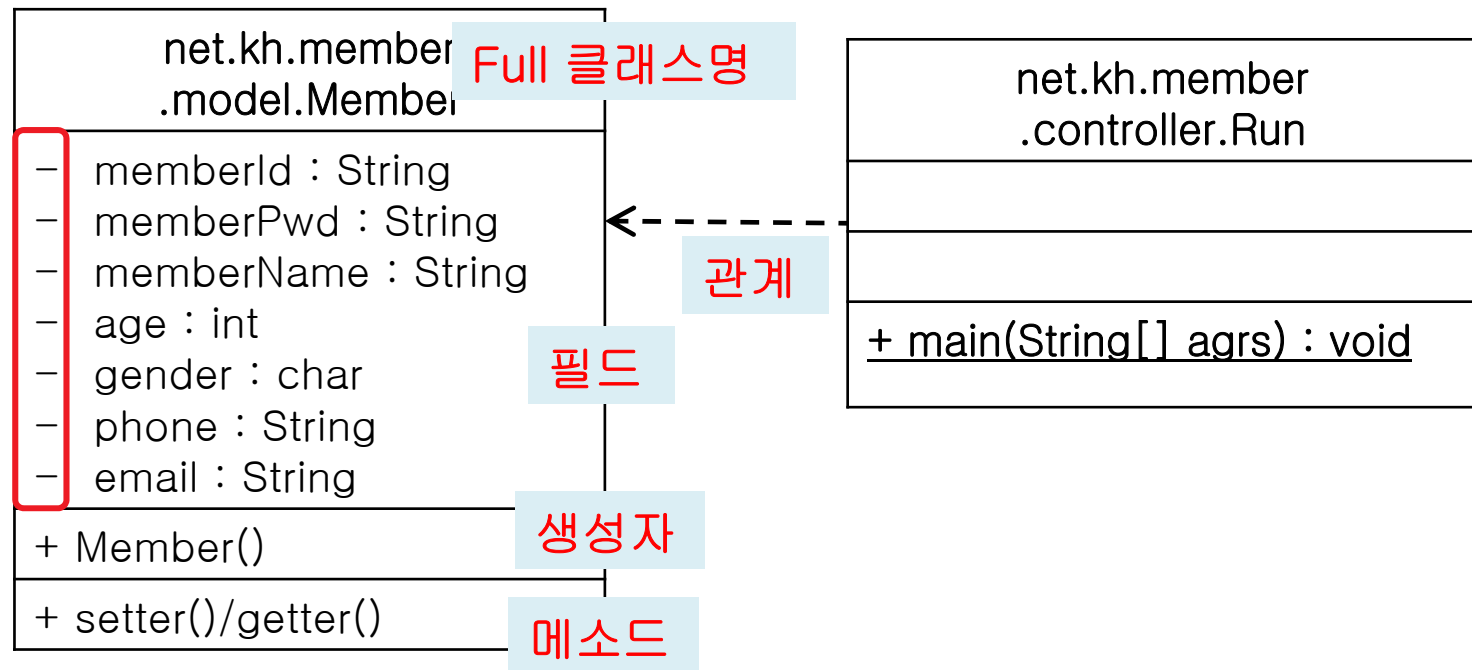 net.kh.member
.model.Member
Full 클래스명
- memberId : String
- memberPwd : String
- memberName : String
- age : int
- gender : char
- phone : String
- email : String
필드
+ Member()
생성자
+ setter()/getter()
메소드
관계
net.kh.member
.controller.Run
+ main(String[] agrs) : void